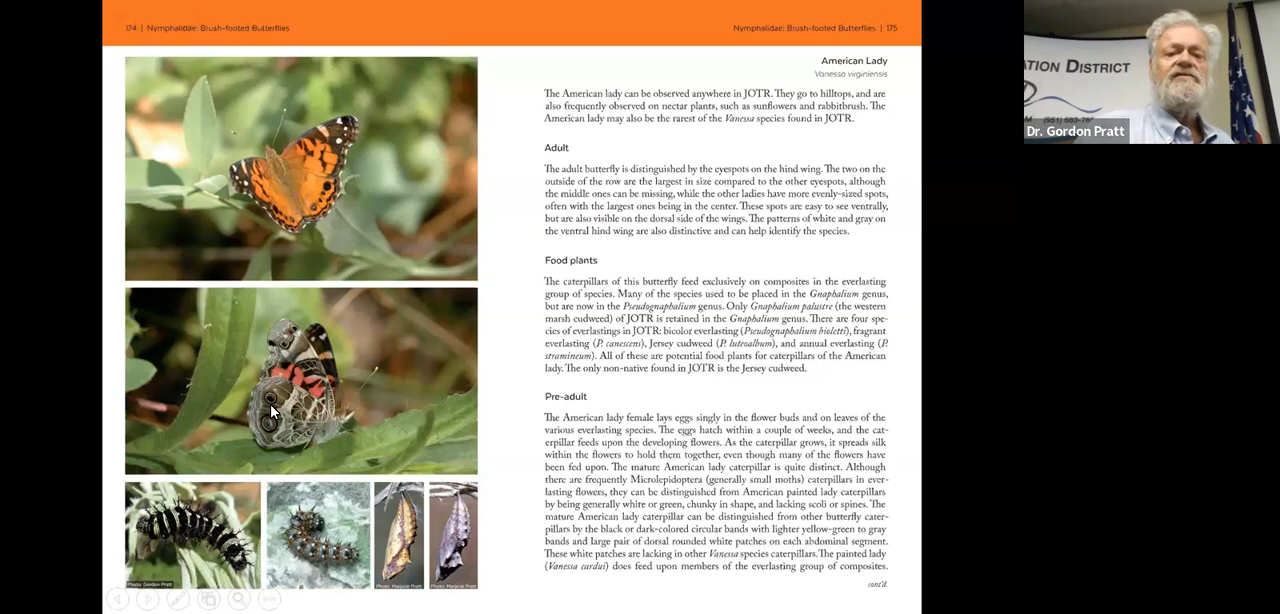 174 | Nymphalidae: Brush-footed Butterflies
Nymphalidae: Brush-footed Butterflies | 175
American Lady
Vanessa virginiensis
The American lady can be observed anywhere in JOTR. They go to hilltops, and are
also frequently observed on nectar plants, such as sunflowers and rabbitbrush. The
American lady may also be the rarest of the Vanessa species found in JOTR.
Adult
The adult butterfly is distinguished by the eyespots on the hind wing. The two on the
outside of the row are the largest in size compared to the other eyespots, although
the middle ones can be missing, while the other ladies have more evenly-sized spots,
often with the largest ones being in the center. These spots are easy to see ventrally,
but are also visible on the dorsal side of the wings. The patterns of white and gray on
the ventral hind wing are also distinctive and can help identify the species.
Food plants
The caterpillars of this butterfly feed exclusively on composites in the everlasting
group of species. Many of the species used to be placed in the Gnaphalium genus,
but are now in the Pseudognaphalium genus. Only Gnaphalium palustre (the western
marsh cudweed) of JOTR is retained in the Gnaphalium genus. There are four spe-
cies of everlastings in JOTR: bicolor everlasting (Pseudognaphalium bioletti), fragrant
everlasting (P. canescens), Jersey cudweed (P. luteoalbum), and annual everlasting (P.
stramineum). All of these are potential food plants for caterpillars of the American
lady. The only non-native found in JOTR is the Jersey cudweed.
Pre-adult
The American lady female lays eggs singly in the flower buds and on leaves of the
various everlasting species. The eggs hatch within a couple of weeks, and the cat-
erpillar feeds upon the developing flowers. As the caterpillar grows, it spreads silk
within the flowers to hold them together, even though many of the flowers have
been fed upon. The mature American lady caterpillar is quite distinct. Although
there are frequently Microlepidoptera (generally small moths) caterpillars in ever-
lasting flowers, they can be distinguished from American painted lady caterpillars
by being generally white or green, chunky in shape, and lacking scoli or spines. The
mature American lady caterpillar can be distinguished from other butterfly cater-
pillars by the black or dark-colored circular bands with lighter yellow-green to gray
bands and large pair of dorsal rounded white patches on each abdominal segment.
These white patches are lacking in other Vanessa species caterpillars. The painted lady
(Vanessa cardui) does feed upon members of the everlasting group of composites.
cont'd.
Photo: Gordon Pratt
Photo: Marjorie Pratt
Photo: Marjorie Pratt
ATION DISTRICT
Dr. Gordon Pratt